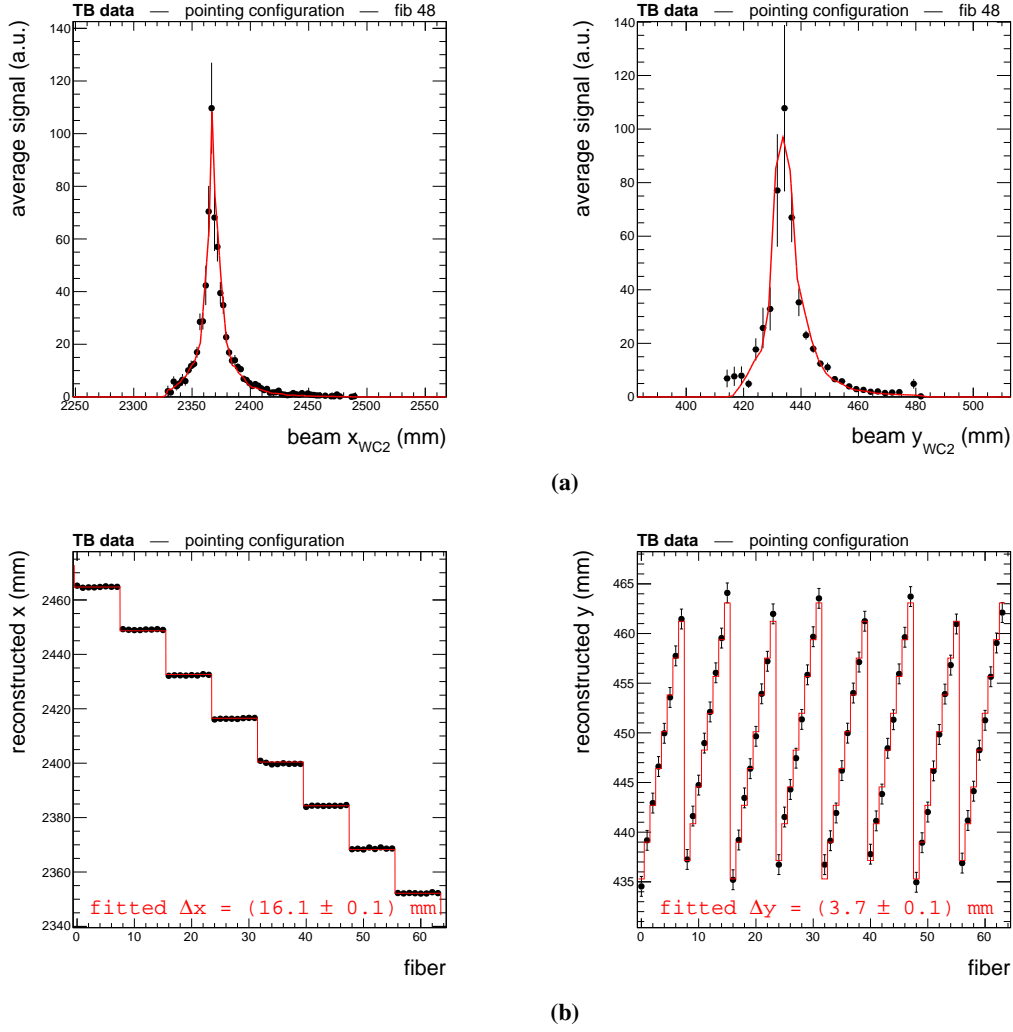 TB data — pointing configuration — fib 48
average signal (a.u.)
140
120
100
80
60
40
20
0
2250 2300 2350 2400 2450 2500 2550
beam x_WC2 (mm)
TB data — pointing configuration — fib 48
average signal (a.u.)
140
120
100
80
60
40
20
0
400 420 440 460 480 500
beam y_WC2 (mm)
(a)
TB data — pointing configuration
reconstructed x (mm)
2460
2440
2420
2400
2380
2360
2340
fitted Δx = (16.1 ± 0.1) mm
0 10 20 30 40 50 60
fiber
TB data — pointing configuration
reconstructed y (mm)
465
460
455
450
445
440
435
fitted Δy = (3.7 ± 0.1) mm
0 10 20 30 40 50 60
fiber
(b)